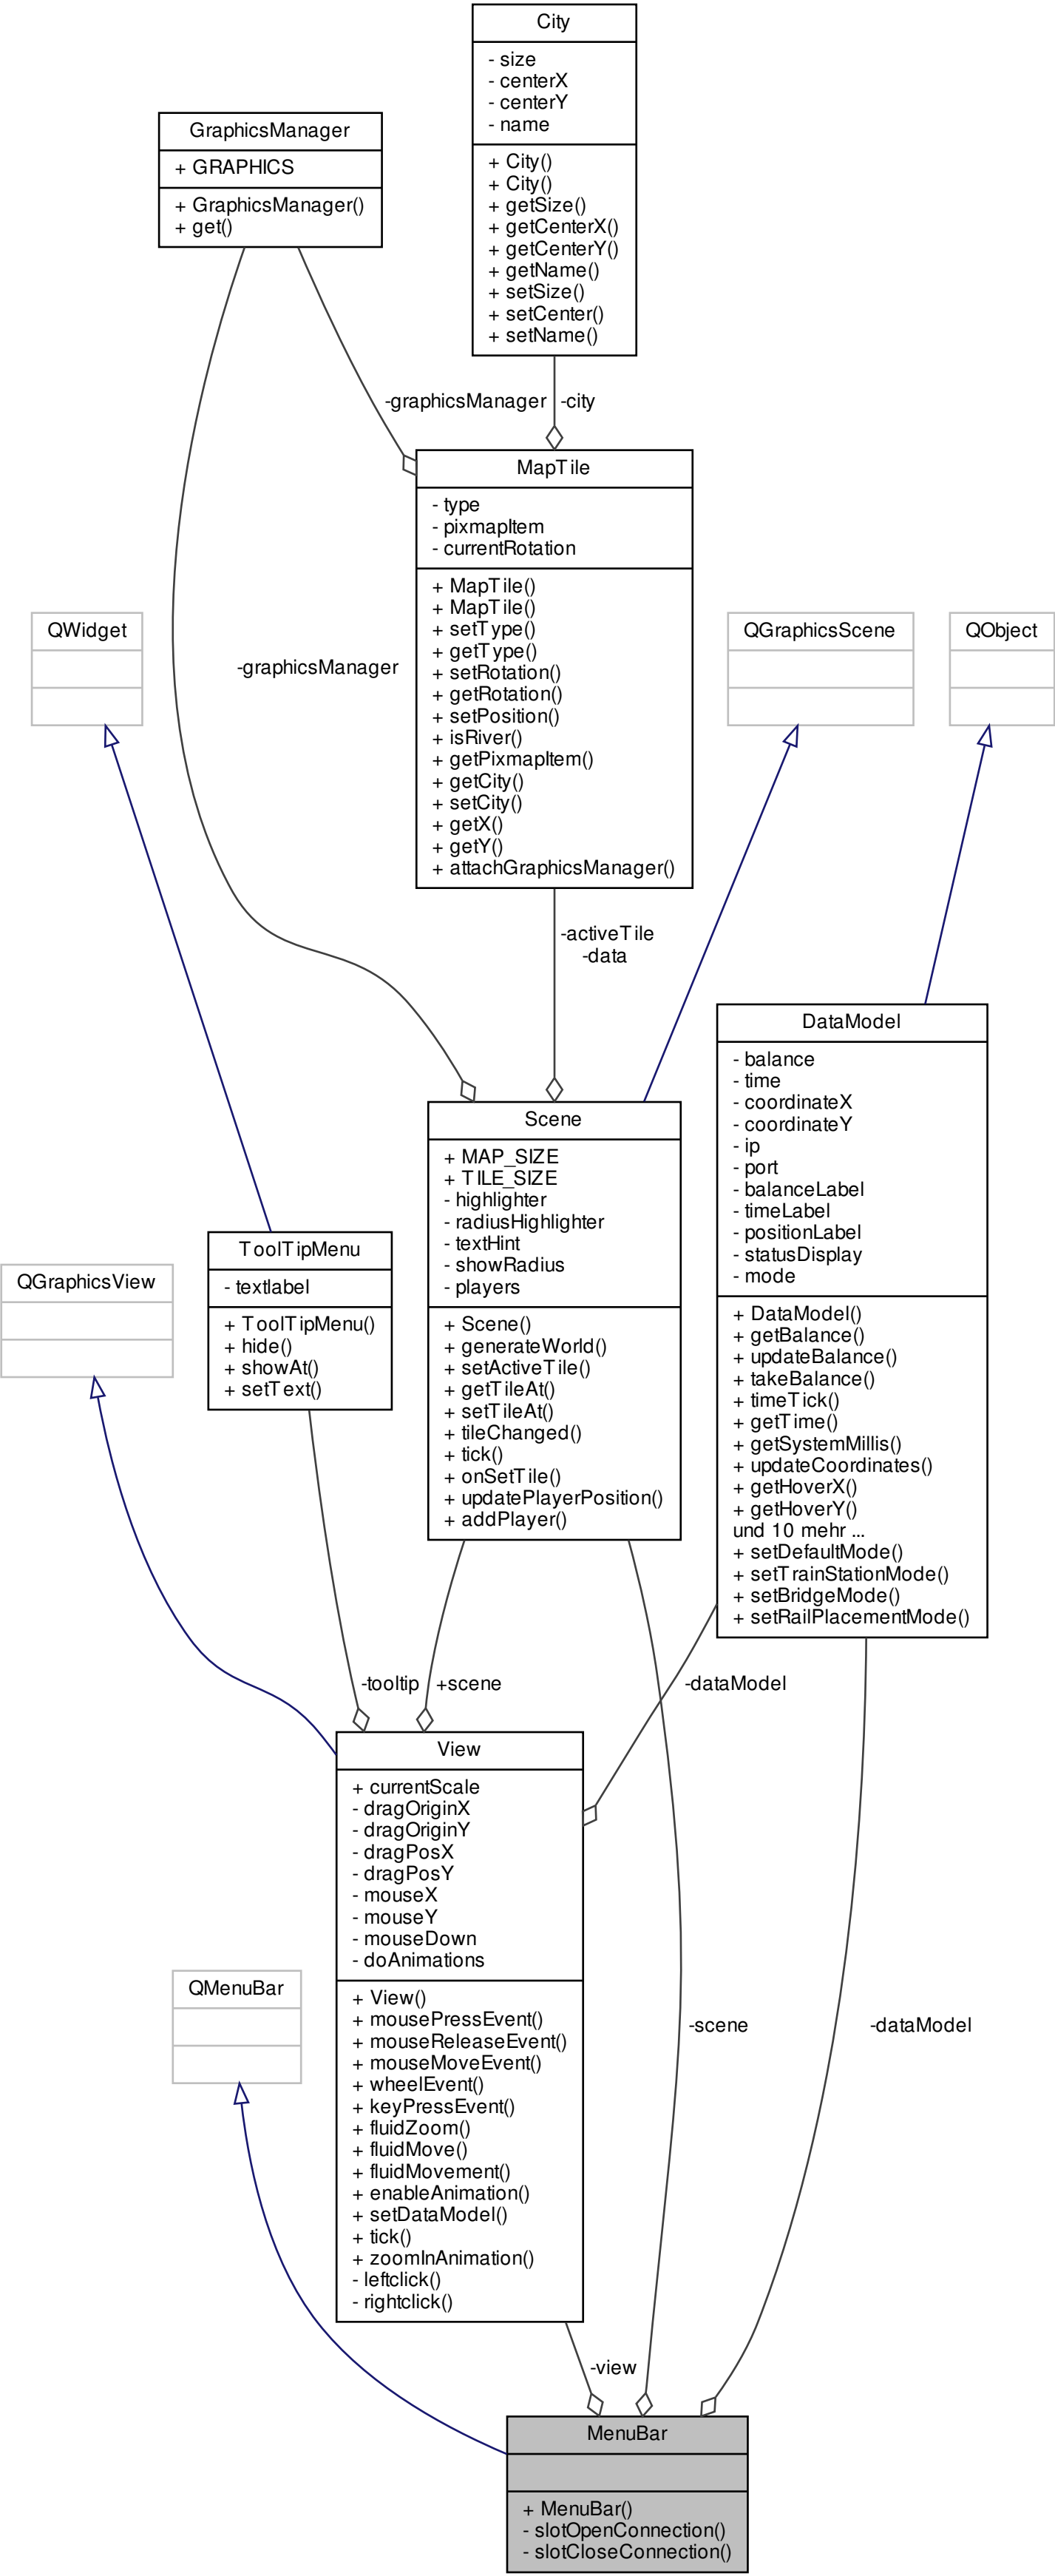 City
- size
- centerX
- centerY
- name
+ City()
+ City()
+ getSize()
+ getCenterX()
+ getCenterY()
+ getName()
+ setSize()
+ setCenter()
+ setName()
GraphicsManager
+ GRAPHICS
+ GraphicsManager()
+ get()
-graphicsManager
-city
MapTile
- type
- pixmapItem
- currentRotation
+ MapTile()
+ MapTile()
+ setType()
+ getType()
+ setRotation()
+ getRotation()
+ setPosition()
+ isRiver()
+ getPixmapItem()
+ getCity()
+ setCity()
+ getX()
+ getY()
+ attachGraphicsManager()
QWidget
-graphicsManager
QGraphicsScene
QObject
-activeTile
-data
DataModel
- balance
- time
- coordinateX
- coordinateY
- ip
- port
- balanceLabel
- timeLabel
- positionLabel
- statusDisplay
- mode
+ DataModel()
+ getBalance()
+ updateBalance()
+ takeBalance()
+ timeTick()
+ getTime()
+ getSystemMillis()
+ updateCoordinates()
+ getHoverX()
+ getHoverY()
und 10 mehr ...
+ setDefaultMode()
+ setTrainStationMode()
+ setBridgeMode()
+ setRailPlacementMode()
Scene
+ MAP_SIZE
+ TILE_SIZE
- highlighter
- radiusHighlighter
- textHint
- showRadius
- players
+ Scene()
+ generateWorld()
+ setActiveTile()
+ getTileAt()
+ setTileAt()
+ tileChanged()
+ tick()
+ onSetTile()
+ updatePlayerPosition()
+ addPlayer()
ToolTipMenu
- textlabel
+ ToolTipMenu()
+ hide()
+ showAt()
+ setText()
QGraphicsView
-tooltip
+scene
-dataModel
View
+ currentScale
- dragOriginX
- dragOriginY
- dragPosX
- dragPosY
- mouseX
- mouseY
- mouseDown
- doAnimations
+ View()
+ mousePressEvent()
+ mouseReleaseEvent()
+ mouseMoveEvent()
+ wheelEvent()
+ keyPressEvent()
+ fluidZoom()
+ fluidMove()
+ fluidMovement()
+ enableAnimation()
+ setDataModel()
+ tick()
+ zoomInAnimation()
- leftclick()
- rightclick()
QMenuBar
-scene
-dataModel
-view
MenuBar
+ MenuBar()
- slotOpenConnection()
- slotCloseConnection()